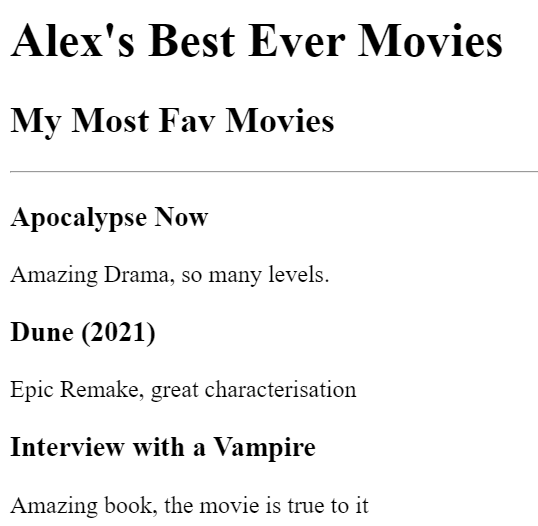 Alex's Best Ever Movies
My Most Fav Movies
Apocalypse Now
Amazing Drama, so many levels.
Dune (2021)
Epic Remake, great characterisation
Interview with a Vampire
Amazing book, the movie is true to it